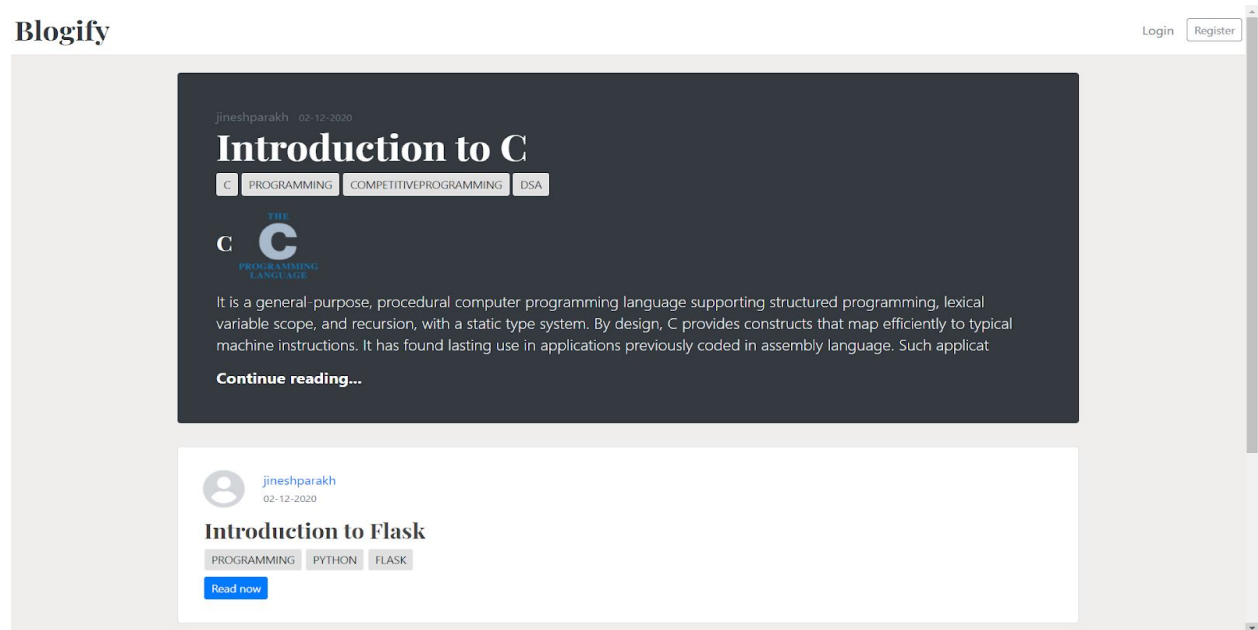 Blogify
Login Register
jineshparakh 02-12-2020
Introduction to C
C PROGRAMMING COMPETITIVEPROGRAMMING DSA
THE
C C
PROGRAMMING
LANGUAGE
It is a general-purpose, procedural computer programming language supporting structured programming, lexical
variable scope, and recursion, with a static type system. By design, C provides constructs that map efficiently to typical
machine instructions. It has found lasting use in applications previously coded in assembly language. Such applicat
Continue reading...
jineshparakh
02-12-2020
Introduction to Flask
PROGRAMMING PYTHON FLASK
Read now